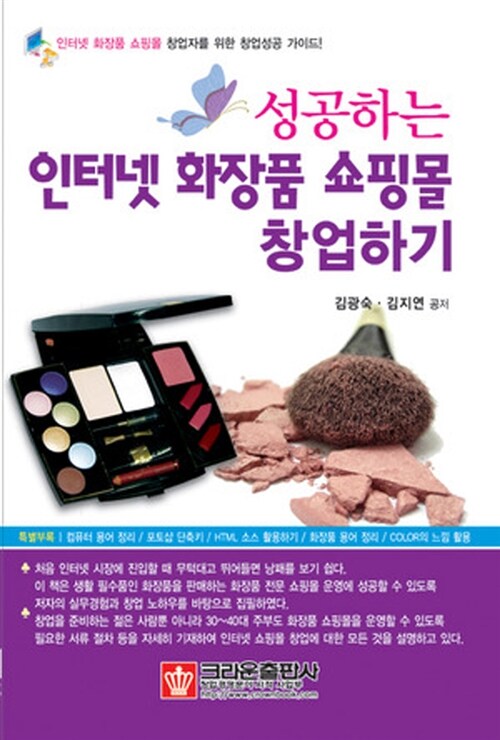 인터넷 화장품 쇼핑몰 창업자를 위한 창업성공 가이드!
성공하는
인터넷 화장품 쇼핑몰
창업하기
김광숙 · 김지연 공저
특별부록 | 컴퓨터 용어 정리 / 포토샵 단축키 / HTML 소스 활용하기 / 화장품 용어 정리 / COLOR의 느낌 활용
처음 인터넷 시장에 진입할 때 무턱대고 뛰어들면 낭패를 보기 쉽다.
이 책은 생활 필수품인 화장품을 판매하는 화장품 전문 쇼핑몰 운영에 성공할 수 있도록
저자의 실무경험과 창업 노하우를 바탕으로 집필하였다.
창업을 준비하는 젊은 사람뿐 아니라 30~40대 주부도 화장품 쇼핑몰을 운영할 수 있도록
필요한 서류 절차 등을 자세히 기재하여 인터넷 쇼핑몰 창업에 대한 모든 것을 설명하고 있다.
크라운출판사
http://www.crownbook.com